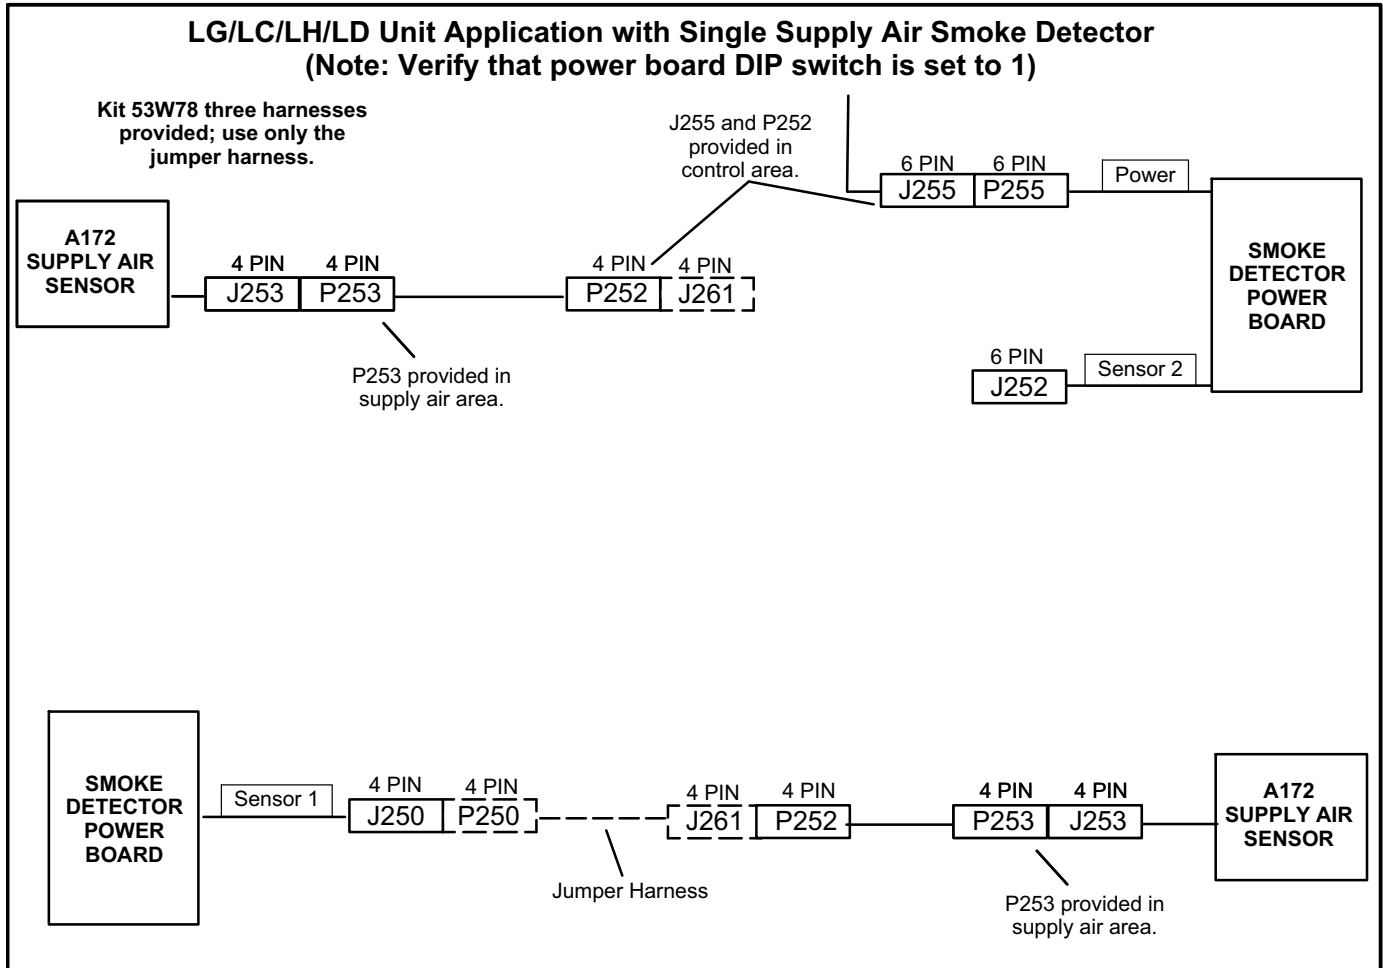 LG/LC/LH/LD Unit Application with Single Supply Air Smoke Detector
(Note: Verify that power board DIP switch is set to 1)
Kit 53W78 three harnesses
provided; use only the
jumper harness.
J255 and P252
provided in
control area.
6 PIN 6 PIN
J255 P255
Power
A172
SUPPLY AIR
SENSOR
4 PIN 4 PIN
J253 P253
4 PIN 4 PIN
P252 J261
SMOKE
DETECTOR
POWER
BOARD
P253 provided in
supply air area.
6 PIN
J252
Sensor 2
SMOKE
DETECTOR
POWER
BOARD
Sensor 1
4 PIN 4 PIN
J250 P250
4 PIN 4 PIN
J261 P252
4 PIN 4 PIN
P253 J253
A172
SUPPLY AIR
SENSOR
Jumper Harness
P253 provided in
supply air area.